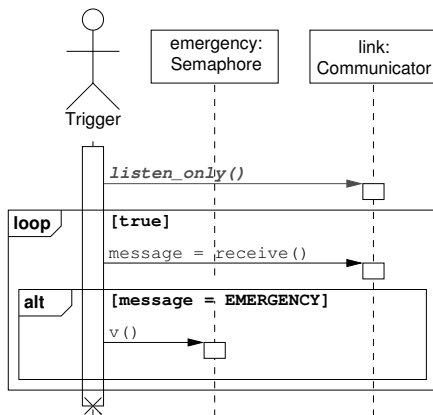 emergency:
Semaphore
link:
Communicator
Trigger
listen_only()
loop
[true]
message = receive()
alt
[message = EMERGENCY]
v()